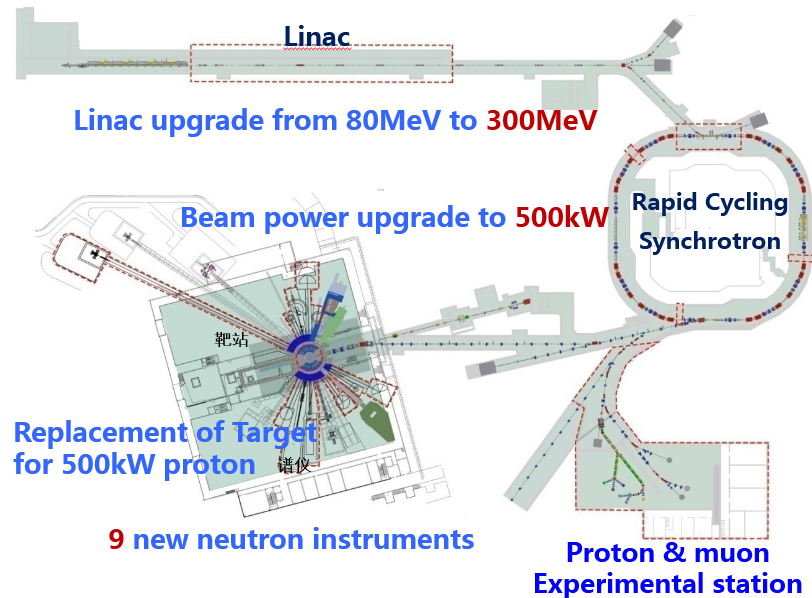 Linac
Linac upgrade from 80MeV to 300MeV
Beam power upgrade to 500kW
Rapid Cycling
Synchrotron
靶站
Replacement of Target
for 500kW proton
谱仪
9 new neutron instruments
Proton & muon
Experimental station